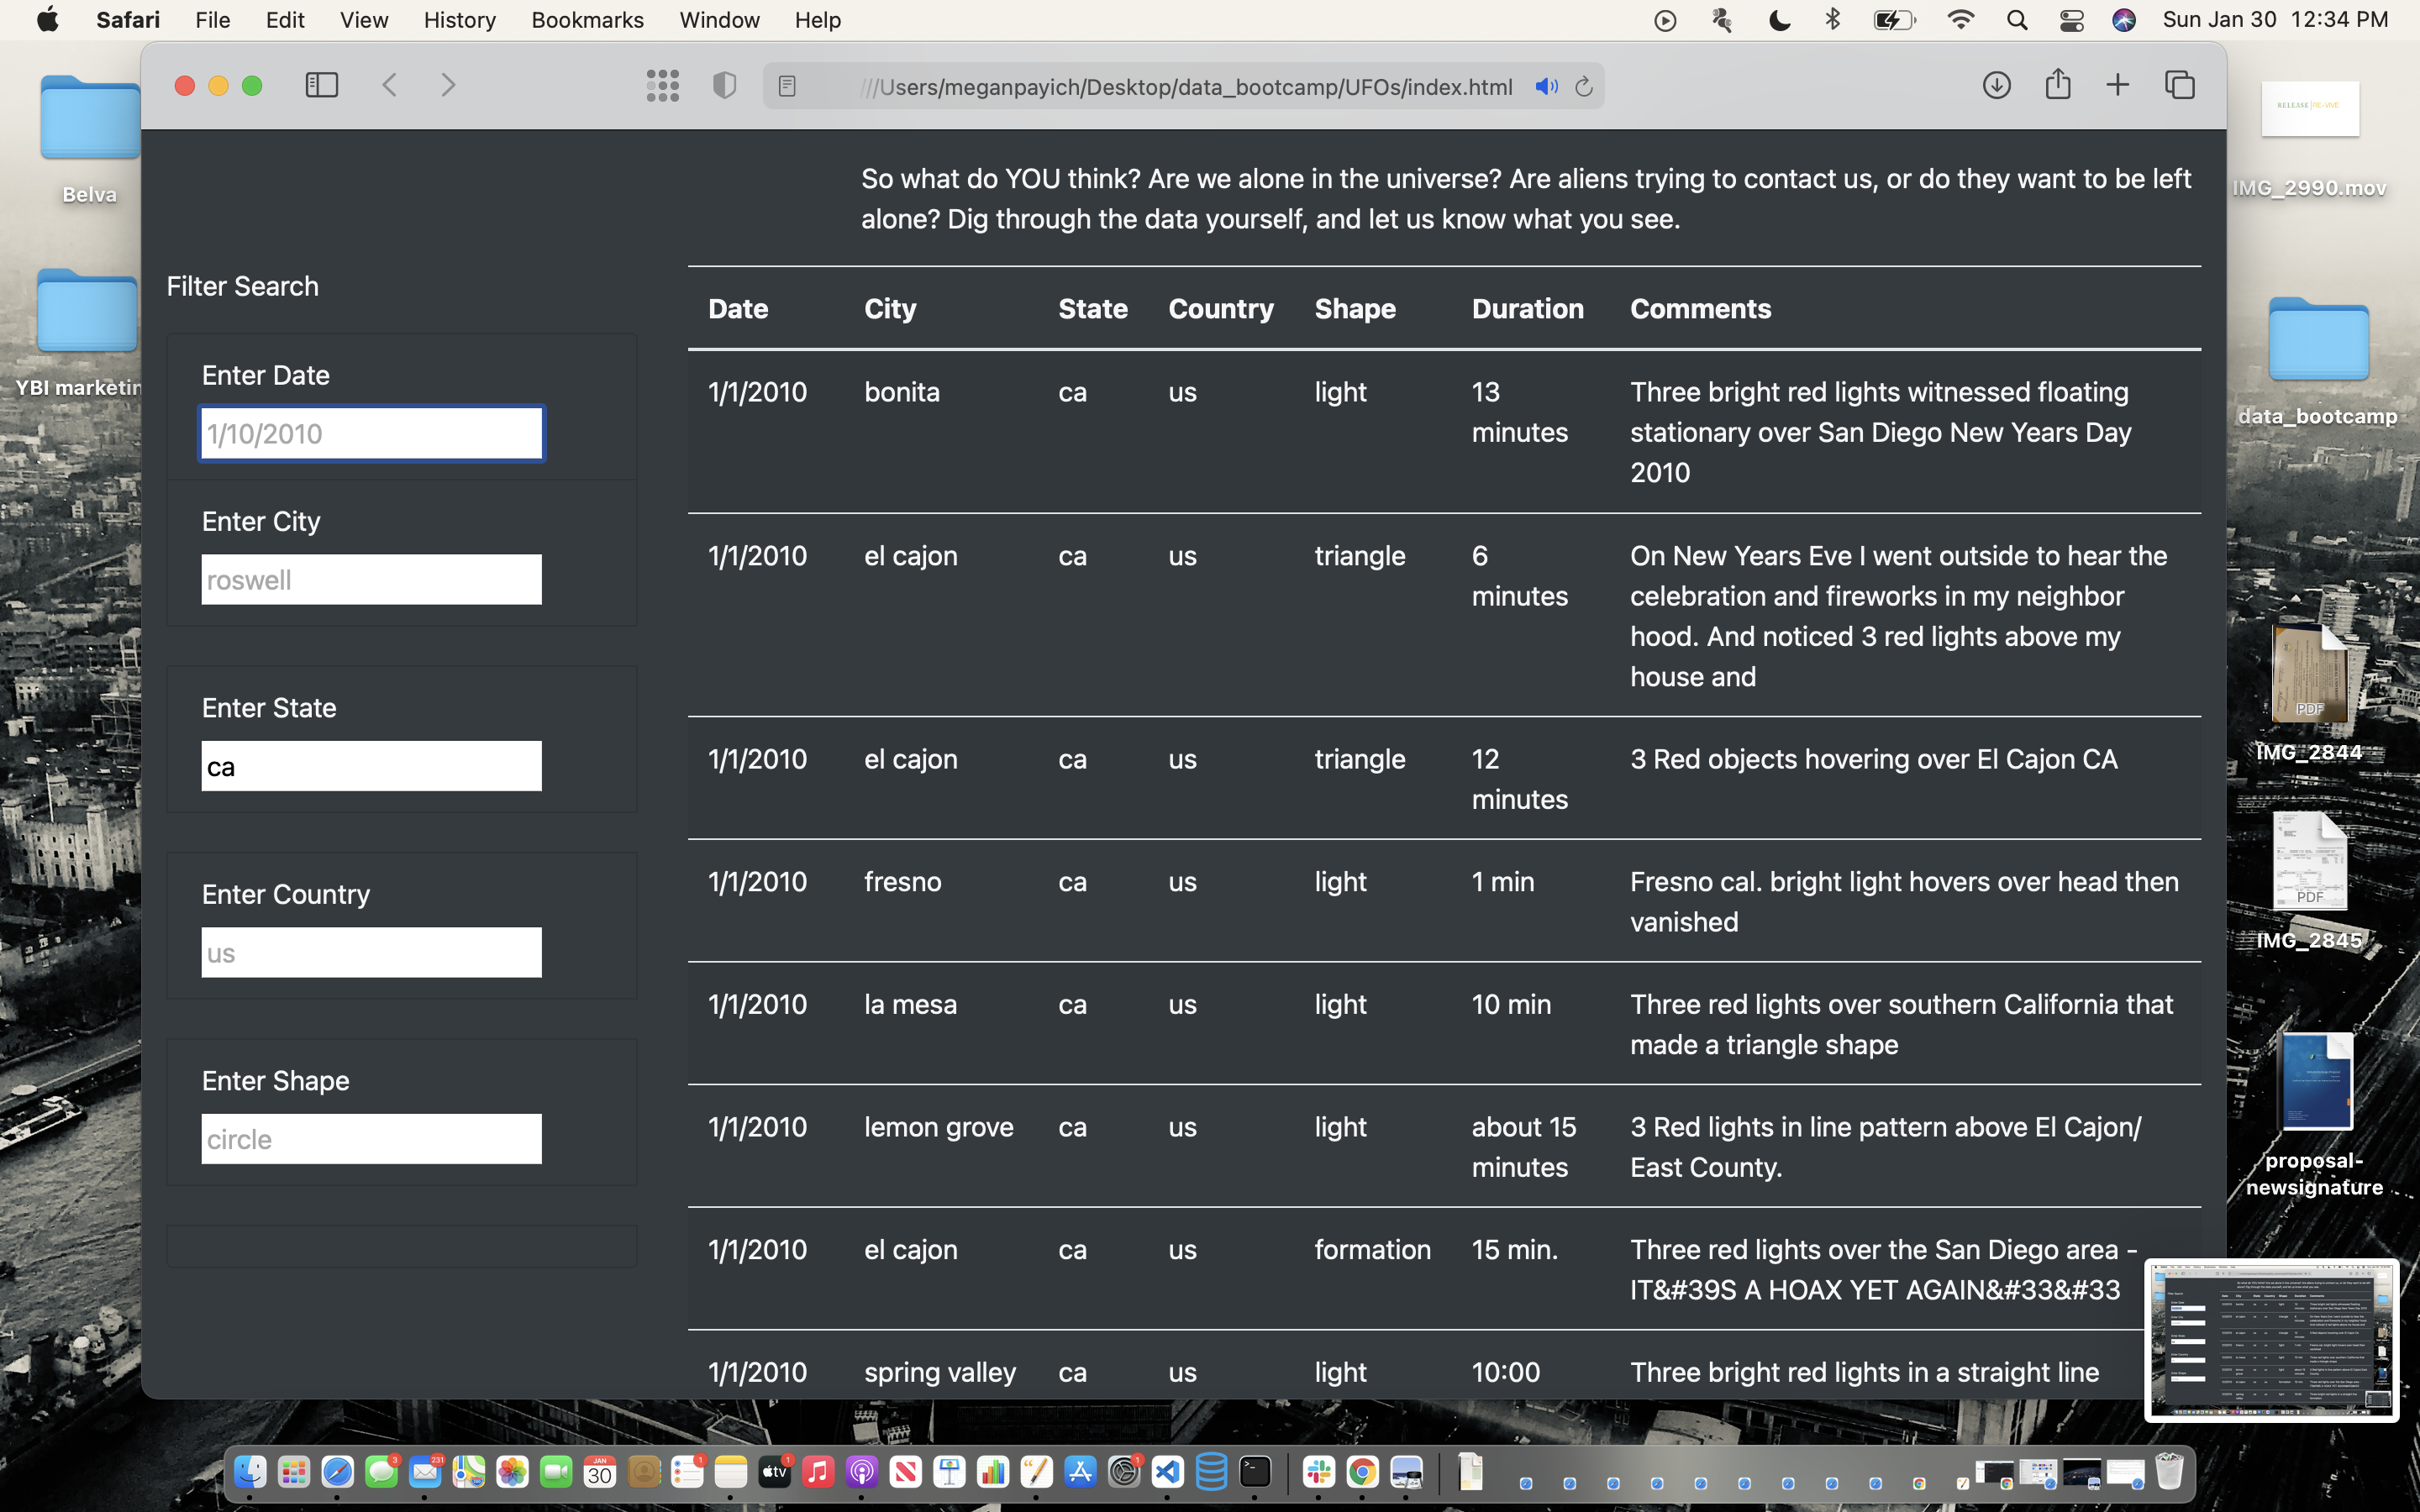 Safari File Edit View History Bookmarks Window Help Sun Jan 30 12:34 PM
///Users/meganpayich/Desktop/data_bootcamp/UFOs/index.html
Belva
YBI marketin
RELEASE RE-VIVE
IMG_2990.mov
data_bootcamp
PDF
IMG_2844
PDF
IMG_2845
proposal-
newsignature
So what do YOU think? Are we alone in the universe? Are aliens trying to contact us, or do they want to be left
alone? Dig through the data yourself, and let us know what you see.
Filter Search
Enter Date
1/10/2010
Enter City
roswell
Enter State
ca
Enter Country
us
Enter Shape
circle
Date City State Country Shape Duration Comments
1/1/2010 bonita ca us light 13 Three bright red lights witnessed floating
minutes stationary over San Diego New Years Day
2010
1/1/2010 el cajon ca us triangle 6 On New Years Eve I went outside to hear the
minutes celebration and fireworks in my neighbor
hood. And noticed 3 red lights above my
house and
1/1/2010 el cajon ca us triangle 12 3 Red objects hovering over El Cajon CA
minutes
1/1/2010 fresno ca us light 1 min Fresno cal. bright light hovers over head then
vanished
1/1/2010 la mesa ca us light 10 min Three red lights over southern California that
made a triangle shape
1/1/2010 lemon grove ca us light about 15 3 Red lights in line pattern above El Cajon/
minutes East County.
1/1/2010 el cajon ca us formation 15 min. Three red lights over the San Diego area -
IT&#39S A HOAX YET AGAIN&#33&#33
1/1/2010 spring valley ca us light 10:00 Three bright red lights in a straight line
3
231
JAN
30
1
tv
1
1